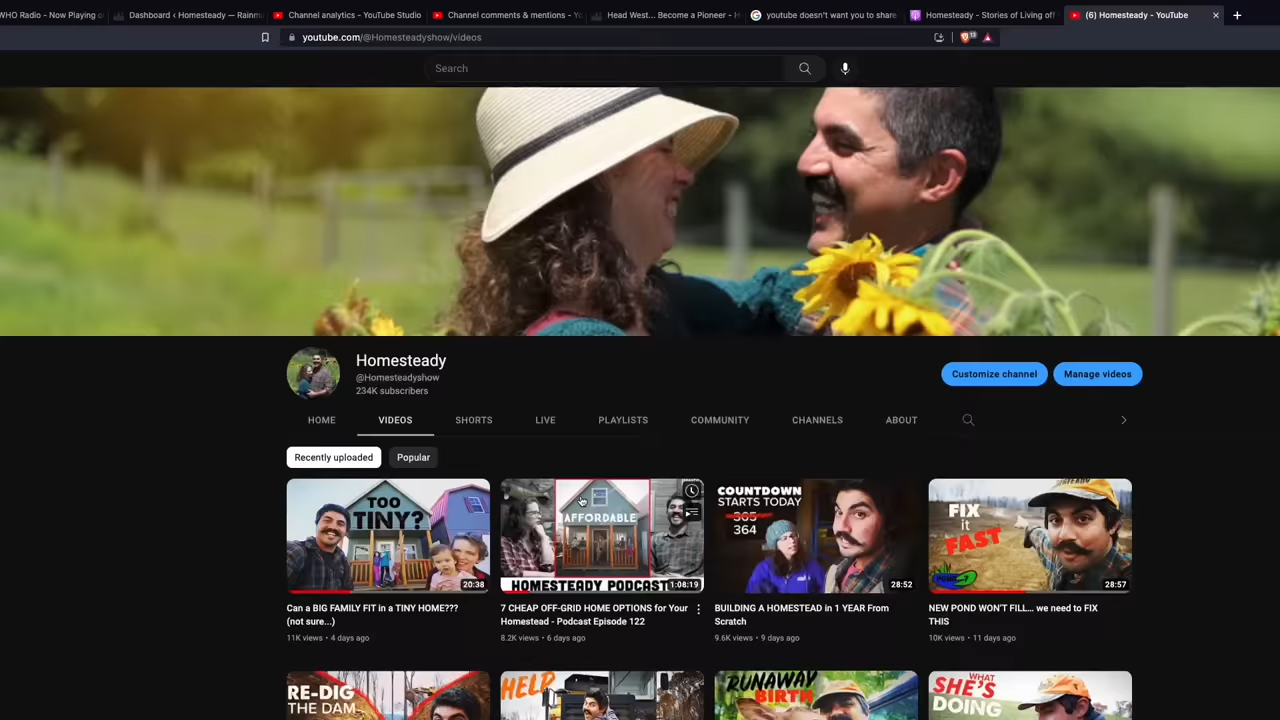 WHO Radio - Now Playing o
Dashboard ‹ Homesteady — Rainm
Channel analytics - YouTube Studio
Channel comments & mentions - Yo
Head West... Become a Pioneer - H
youtube doesn't want you to share
Homesteady - Stories of Living off
(6) Homesteady - YouTube
youtube.com/@Homesteadyshow/videos
13
Search
Homesteady
@Homesteadyshow
234K subscribers
Customize channel
Manage videos
HOME
VIDEOS
SHORTS
LIVE
PLAYLISTS
COMMUNITY
CHANNELS
ABOUT
Recently uploaded
Popular
TOO
TINY?
20:38
AFFORDABLE
HOMESTEADY PODCAST
1:08:19
COUNTDOWN
STARTS TODAY
365
364
28:52
FIX
it
FAST
28:57
Can a BIG FAMILY FIT in a TINY HOME???
(not sure...)
11K views • 4 days ago
7 CHEAP OFF-GRID HOME OPTIONS for Your
Homestead - Podcast Episode 122
8.2K views • 6 days ago
BUILDING A HOMESTEAD in 1 YEAR From
Scratch
9.6K views • 9 days ago
NEW POND WON'T FILL... we need to FIX
THIS
10K views • 11 days ago
RE-DIG
THE DAM
HELP
RUNAWAY
BIRTH
WHAT
SHE'S
DOING